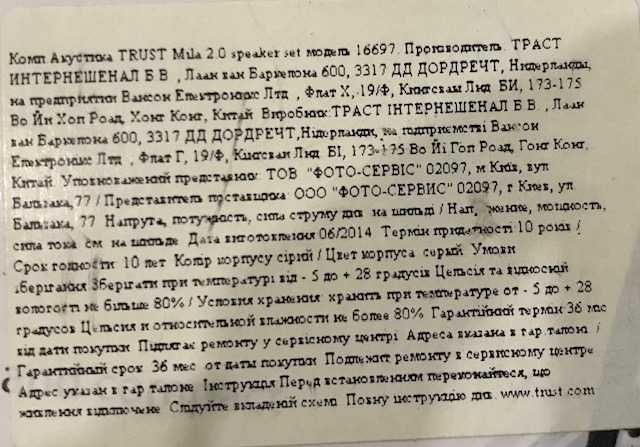 Комп Акустика TRUST Mila 2.0 speaker set модель 16697. Производитель. ТРАСТ
ИНТЕРНЕШЕНАЛ Б.В., Лаан ван Барцелона 600, 3317 ДД ДОРДРЕЧТ, Нидерланды,
на предприятии Вансон Електроникс Лтд., Флат Х, 19/Ф, Кингсвам Лнд БИ, 173-175
Во Йи Хоп Роад, Хонг Конг, Китай Виробник:ТРАСТ ІНТЕРНЕШЕНАЛ Б.В., Лаан
ван Барцелона 600, 3317 ДД ДОРДРЕЧТ,Нідерланди, на підприємстві Вансон
Електронікс Лтд., Флат Г, 19/Ф, Кінгсван Лнд БІ, 173-175 Во Йі Гоп Роад, Гонг Конг,
Китай. Уповноважений представник: ТОВ "ФОТО-СЕРВІС" 02097, м Київ, вул
Бальзака,77 / Представитель поставщика: ООО "ФОТО-СЕРВИС" 02097, г Киев, ул
Бальзака, 77 Напруга, потужність, сила струму див. на шильді / Нап жение, мощность,
сила тока см. на шильде. Дата виготовлення 06/2014 Термін придатності 10 років /
Срок годности: 10 лет Колір корпусу сірий / Цвет корпуса серый Умови
зберігання Зберігати при температурі від - 5 до + 28 градусів Цельсія та відносній
вологості не більше 80% / Условия хранения: хранить при температуре от - 5 до + 28
градусов Цельсия и относительной влажности не более 80% Гарантійний термін 36 міс
від дати покупки Підлягає ремонту у сервісному центрі Адреса вказана в гар талоні /
Гарантийный срок 36 мес от даты покупки Подлежит ремонту в сервисном центре
Адрес указан в гар талоне Інструкція Перед встановленням переконайтеся, що
живлення відключене Слідуйте вкладеній схемі Повну інструкцію див. www.trust.com